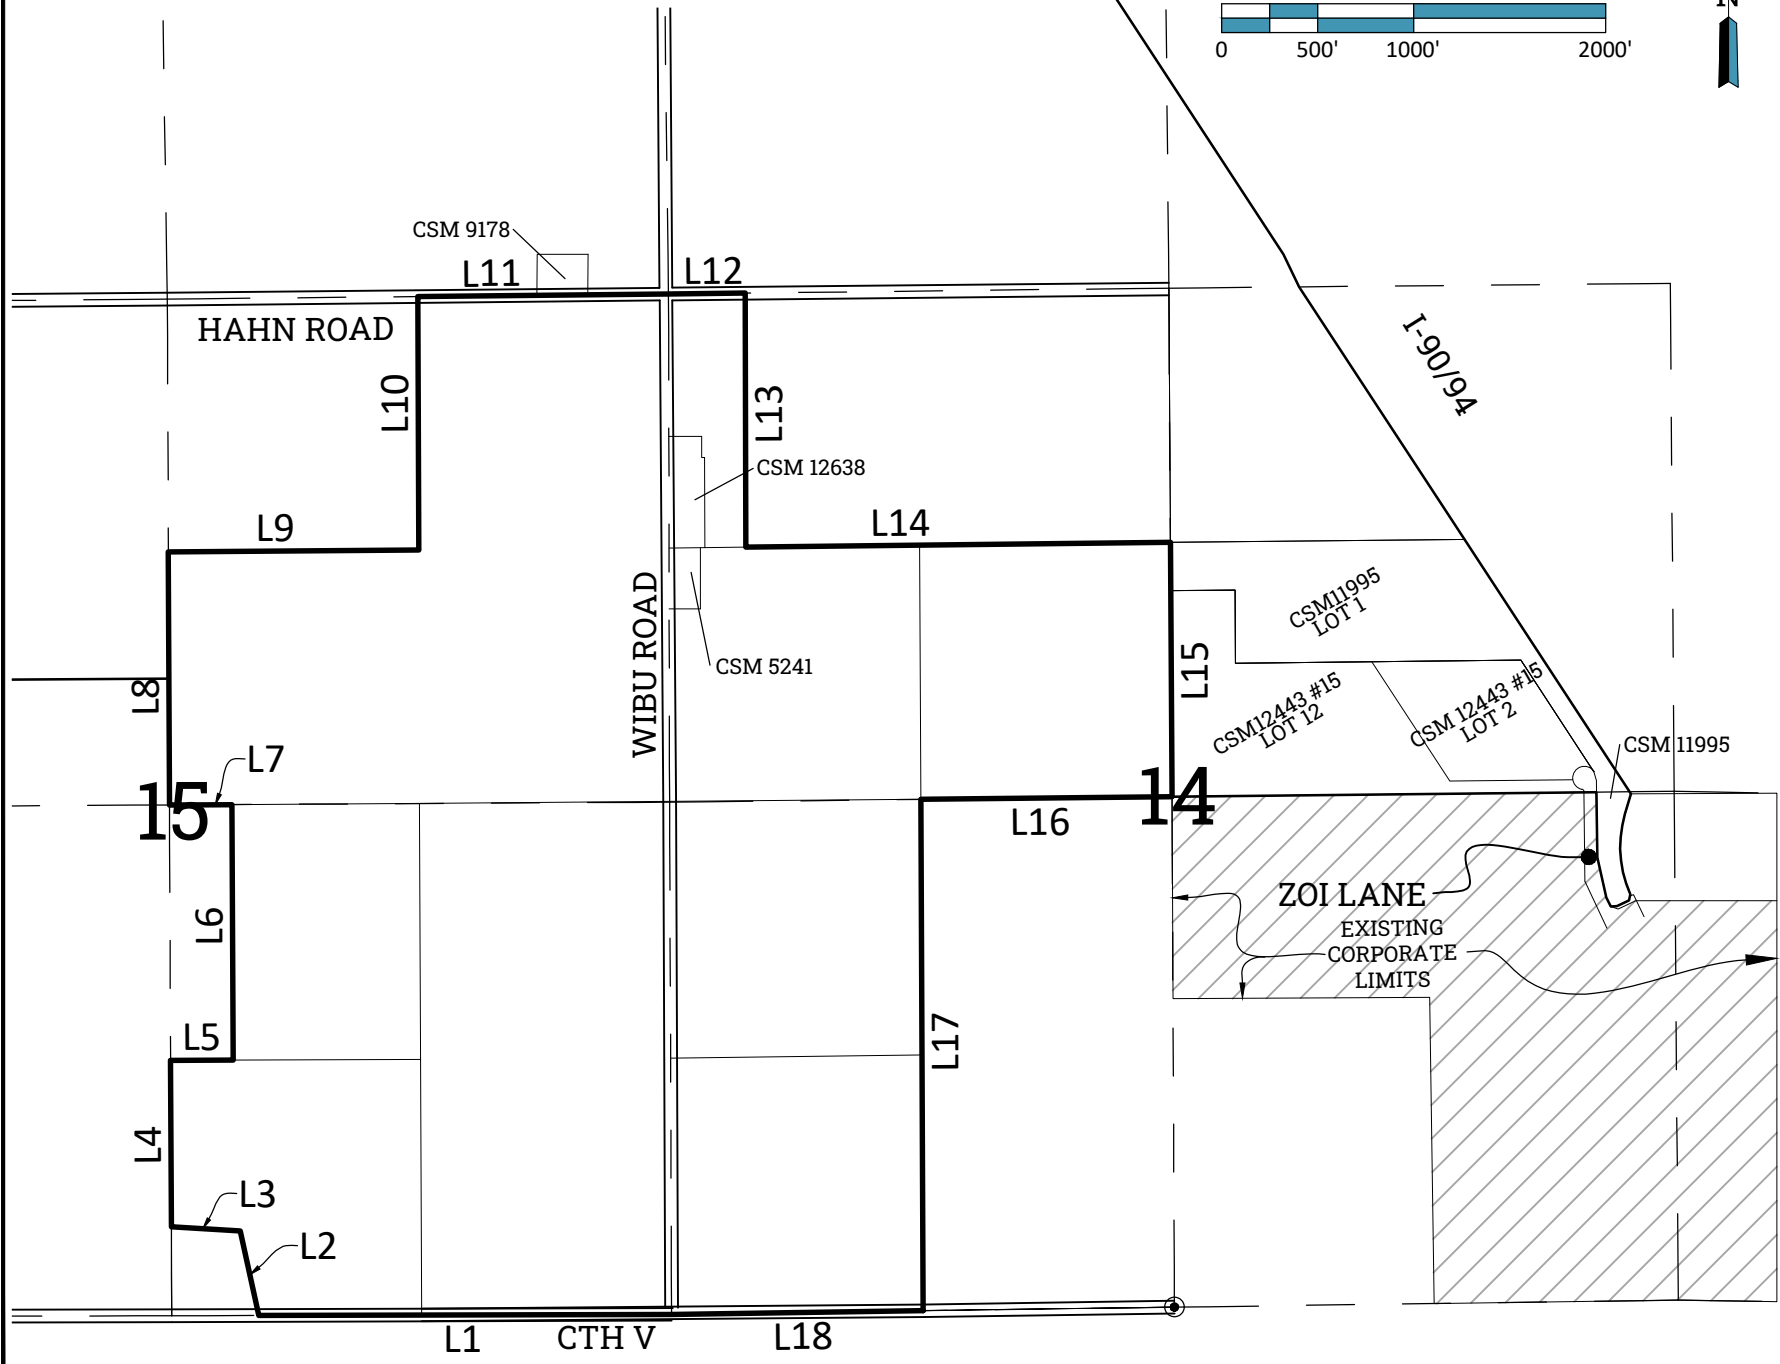 N
0 500' 1000' 2000'
CSM 9178
L11
L12
HAHN ROAD
I-90/94
L10
L13
CSM 12638
L9
L14
WIBU ROAD
CSM11995
LOT 1
CSM 5241
L8
L15
CSM12443 #15
LOT 12
CSM 12443 #15
LOT 2
CSM 11995
L7
15
14
L16
ZOI LANE
L6
EXISTING
CORPORATE
LIMITS
L5
L17
L4
L3
L2
L1
CTH V
L18